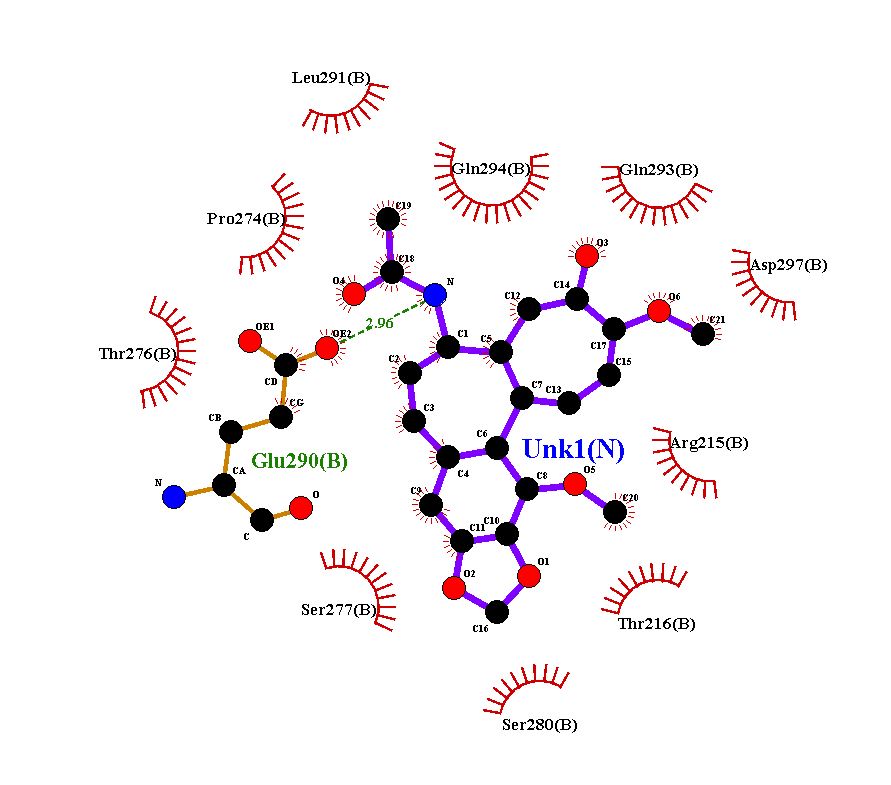 Leu291(B)
Gln294(B)
Gln293(B)
Pro274(B)
C19
O3
Asp297(B)
C18
O4
N
C12
C14
O6
C21
OE1
OE2
2.96
C1
C5
C17
Thr276(B)
CD
C2
C15
C7
C13
CG
CB
C3
C6
Arg215(B)
Glu290(B)
Unk1(N)
CA
C4
C8
O5
N
O
C9
C20
C
C11
C10
O2
O1
Ser277(B)
C16
Thr216(B)
Ser280(B)